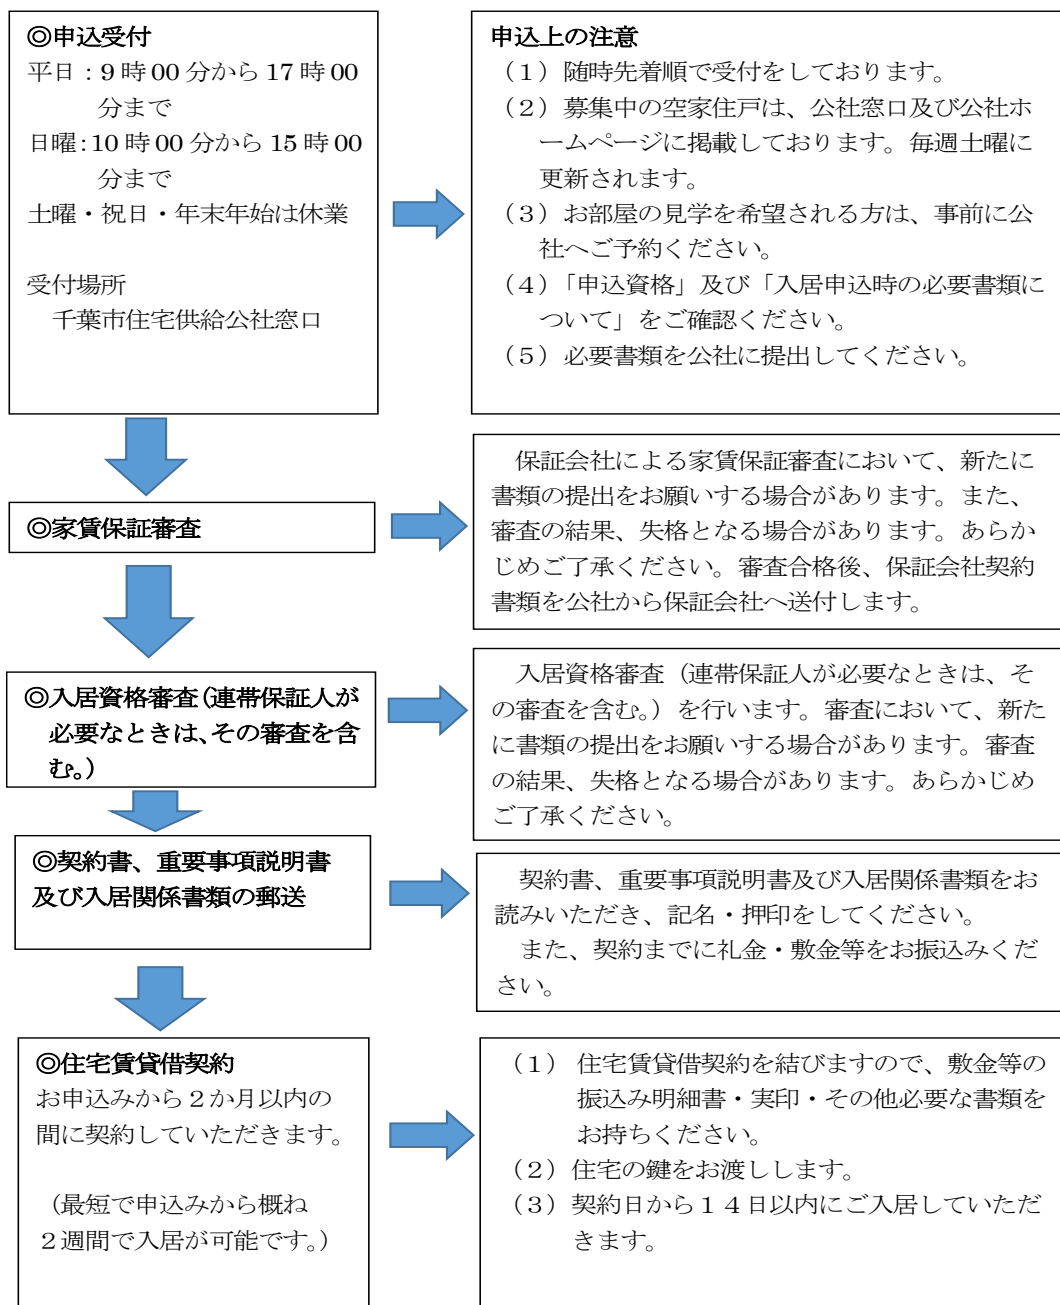 ◎申込受付
平日：9時00分から17時00
分まで
日曜：10時00分から15時00
分まで
土曜・祝日・年末年始は休業
受付場所
千葉市住宅供給公社窓口
申込上の注意
（1）随時先着順で受付をしております。
（2）募集中の空家住戸は、公社窓口及び公社ホ
ームページに掲載しております。毎週土曜に
更新されます。
（3）お部屋の見学を希望される方は、事前に公
社へご予約ください。
（4）「申込資格」及び「入居申込時の必要書類に
ついて」をご確認ください。
（5）必要書類を公社に提出してください。
◎家賃保証審査
保証会社による家賃保証審査において、新たに
書類の提出をお願いする場合があります。また、
審査の結果、失格となる場合があります。あらか
じめご了承ください。審査合格後、保証会社契約
書類を公社から保証会社へ送付します。
◎入居資格審査（連帯保証人が
必要なときは、その審査を含
む。）
入居資格審査（連帯保証人が必要なときは、そ
の審査を含む。）を行います。審査において、新た
に書類の提出をお願いする場合があります。審査
の結果、失格となる場合があります。あらかじめ
ご了承ください。
◎契約書、重要事項説明書
及び入居関係書類の郵送
契約書、重要事項説明書及び入居関係書類をお
読みいただき、記名・押印をしてください。
また、契約までに礼金・敷金等をお振込みくだ
さい。
◎住宅賃貸借契約
お申込みから２か月以内の
間に契約していただきます。
（最短で申込みから概ね
２週間で入居が可能です。）
（1） 住宅賃貸借契約を結びますので、敷金等の
振込み明細書・実印・その他必要な書類を
お持ちください。
（2）住宅の鍵をお渡しします。
（3）契約日から１４日以内にご入居していただ
きます。